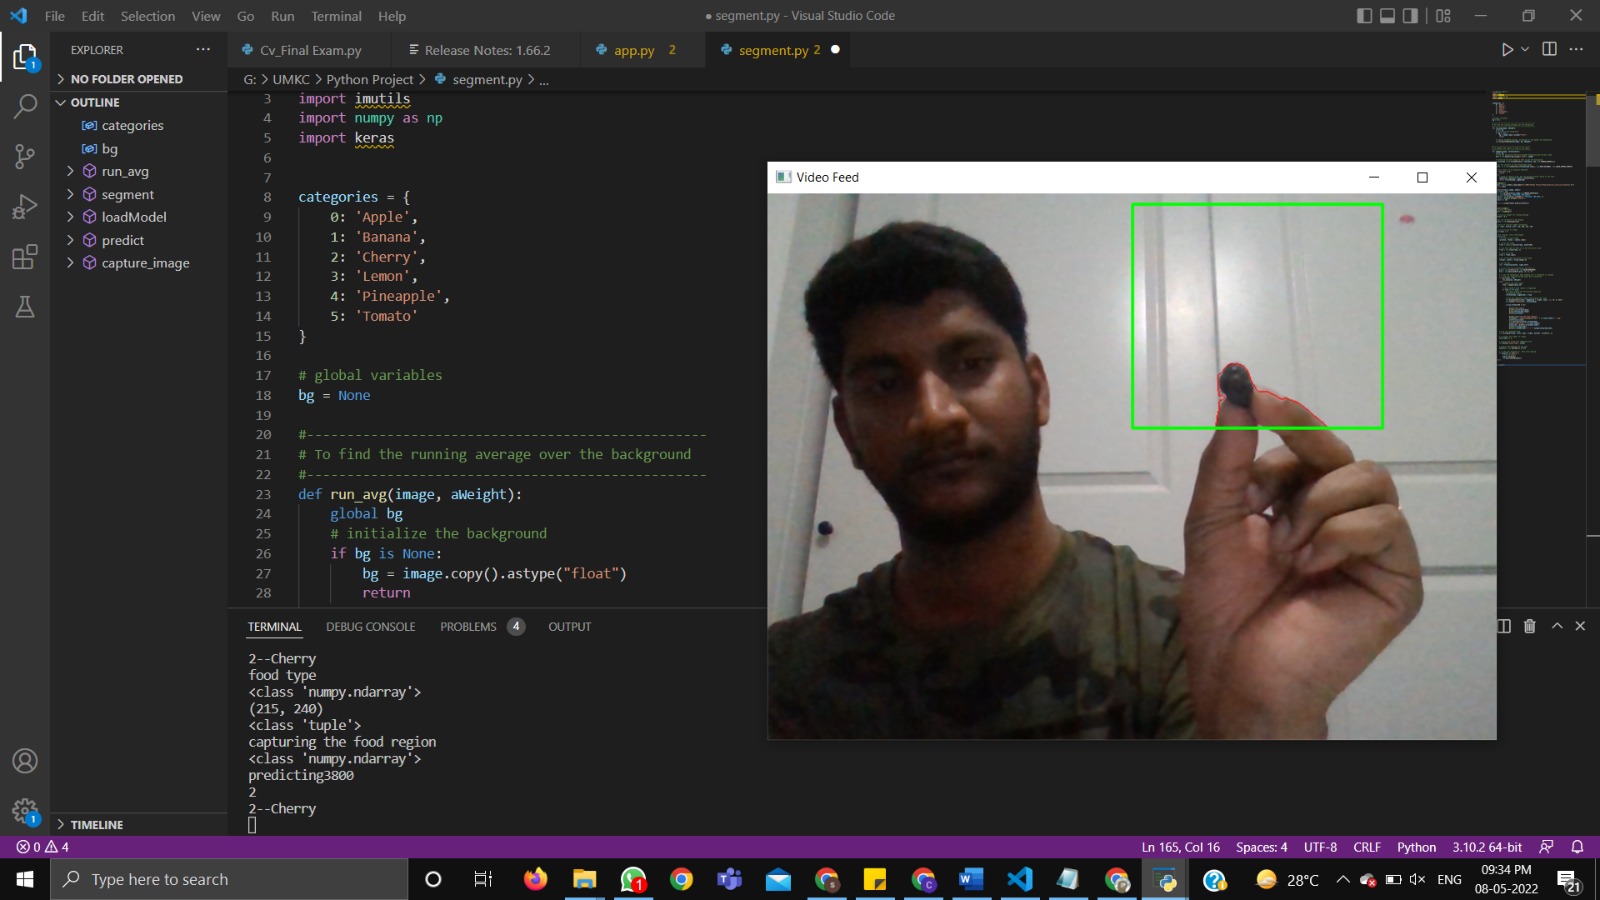 File Edit Selection View Go Run Terminal Help
● segment.py - Visual Studio Code
EXPLORER
NO FOLDER OPENED
OUTLINE
categories
bg
run_avg
segment
loadModel
predict
capture_image
TIMELINE
Cv_Final Exam.py Release Notes: 1.66.2 app.py 2 segment.py 2
G: > UMKC > Python Project > segment.py > ...
3 import imutils
4 import numpy as np
5 import keras
6
7
8 categories = {
9 0: 'Apple',
10 1: 'Banana',
11 2: 'Cherry',
12 3: 'Lemon',
13 4: 'Pineapple',
14 5: 'Tomato'
15 }
16
17 # global variables
18 bg = None
19
20 #--------------------------------------------------
21 # To find the running average over the background
22 #--------------------------------------------------
23 def run_avg(image, aWeight):
24 global bg
25 # initialize the background
26 if bg is None:
27 bg = image.copy().astype("float")
28 return
Video Feed
TERMINAL DEBUG CONSOLE PROBLEMS 4 OUTPUT
2--Cherry
food type
<class 'numpy.ndarray'>
(215, 240)
<class 'tuple'>
capturing the food region
<class 'numpy.ndarray'>
predicting3800
2
2--Cherry
0 4
Ln 165, Col 16 Spaces: 4 UTF-8 CRLF Python 3.10.2 64-bit
Type here to search
28°C ENG
09:34 PM
08-05-2022
21